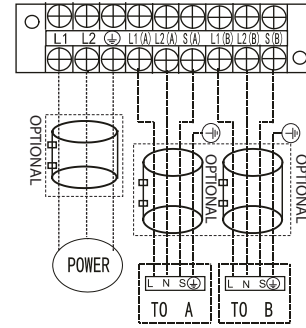 L1 L2 L1(A) L2(A) S(A) L1(B) L2(B) S(B)
OPTIONAL
OPTIONAL
OPTIONAL
POWER
L N S
TO A
L N S
TO B